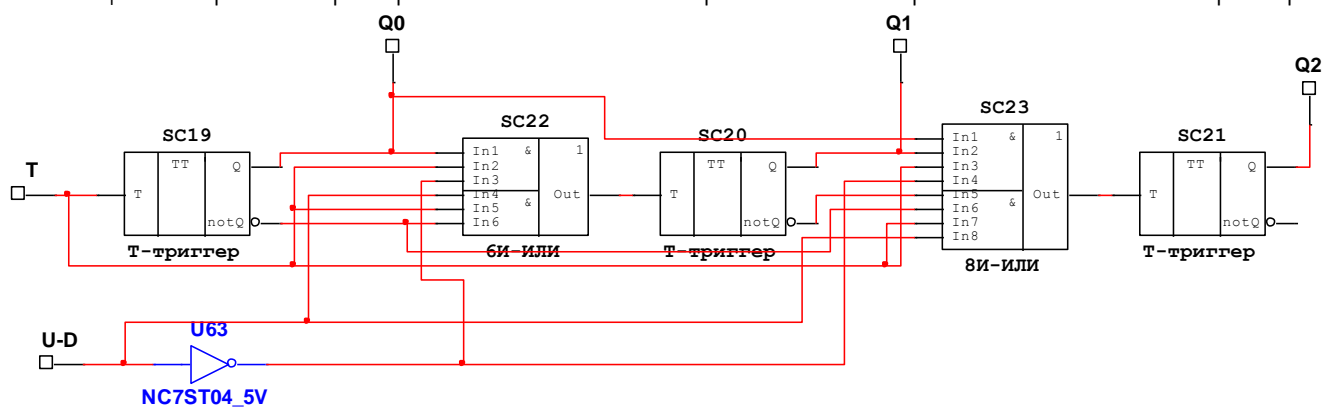 Q0
Q1
Q2
SC19
SC22
SC20
SC23
SC21
T
TT
T
Q
notQ
Т-триггер
In1
In2
In3
In4
In5
In6
&
&
1
Out
6И-ИЛИ
TT
T
Q
notQ
Т-триггер
In1
In2
In3
In4
In5
In6
In7
In8
&
&
1
Out
8И-ИЛИ
TT
T
Q
notQ
Т-триггер
U-D
U63
NC7ST04_5V